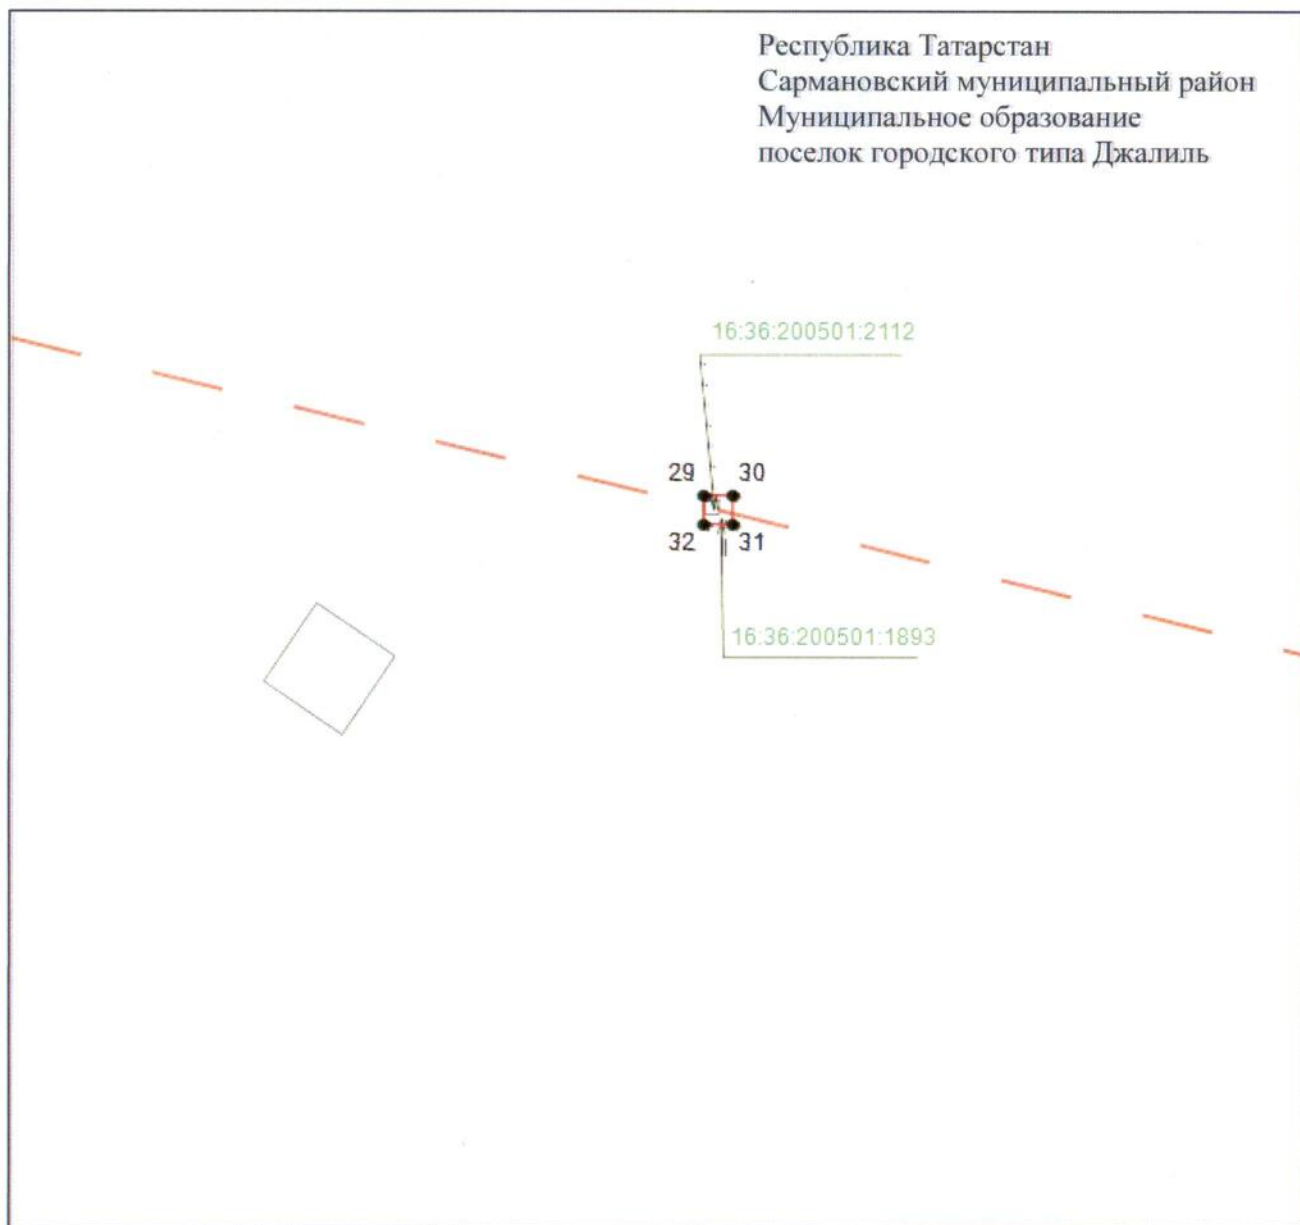 Республика Татарстан
Сармановский муниципальный район
Муниципальное образование
поселок городского типа Джалиль
16:36:200501:2112
29 30
32 31
16:36:200501:1893